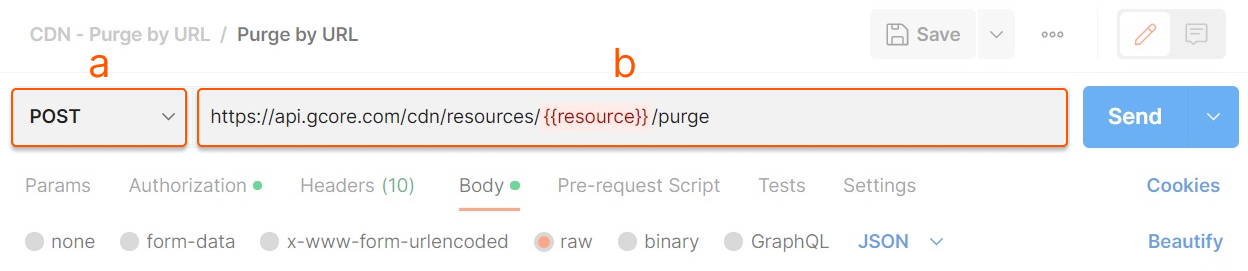 CDN - Purge by URL / Purge by URL Save
a b
POST https://api.gcore.com/cdn/resources/{{resource}}/purge Send
Params Authorization Headers (10) Body Pre-request Script Tests Settings Cookies
none form-data x-www-form-urlencoded raw binary GraphQL JSON Beautify